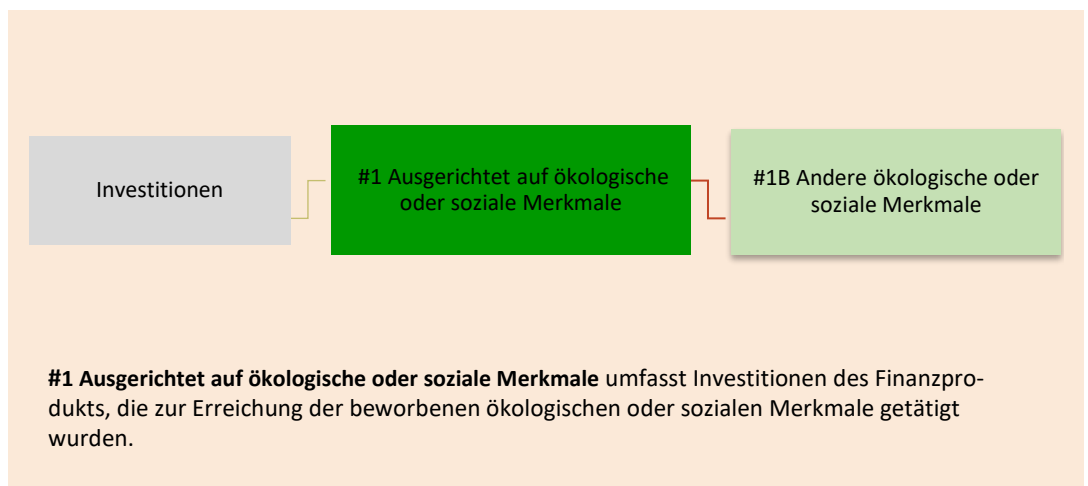 Investitionen
#1 Ausgerichtet auf ökologische
oder soziale Merkmale
#1B Andere ökologische oder
soziale Merkmale
#1 Ausgerichtet auf ökologische oder soziale Merkmale umfasst Investitionen des Finanzpro-
dukts, die zur Erreichung der beworbenen ökologischen oder sozialen Merkmale getätigt
wurden.